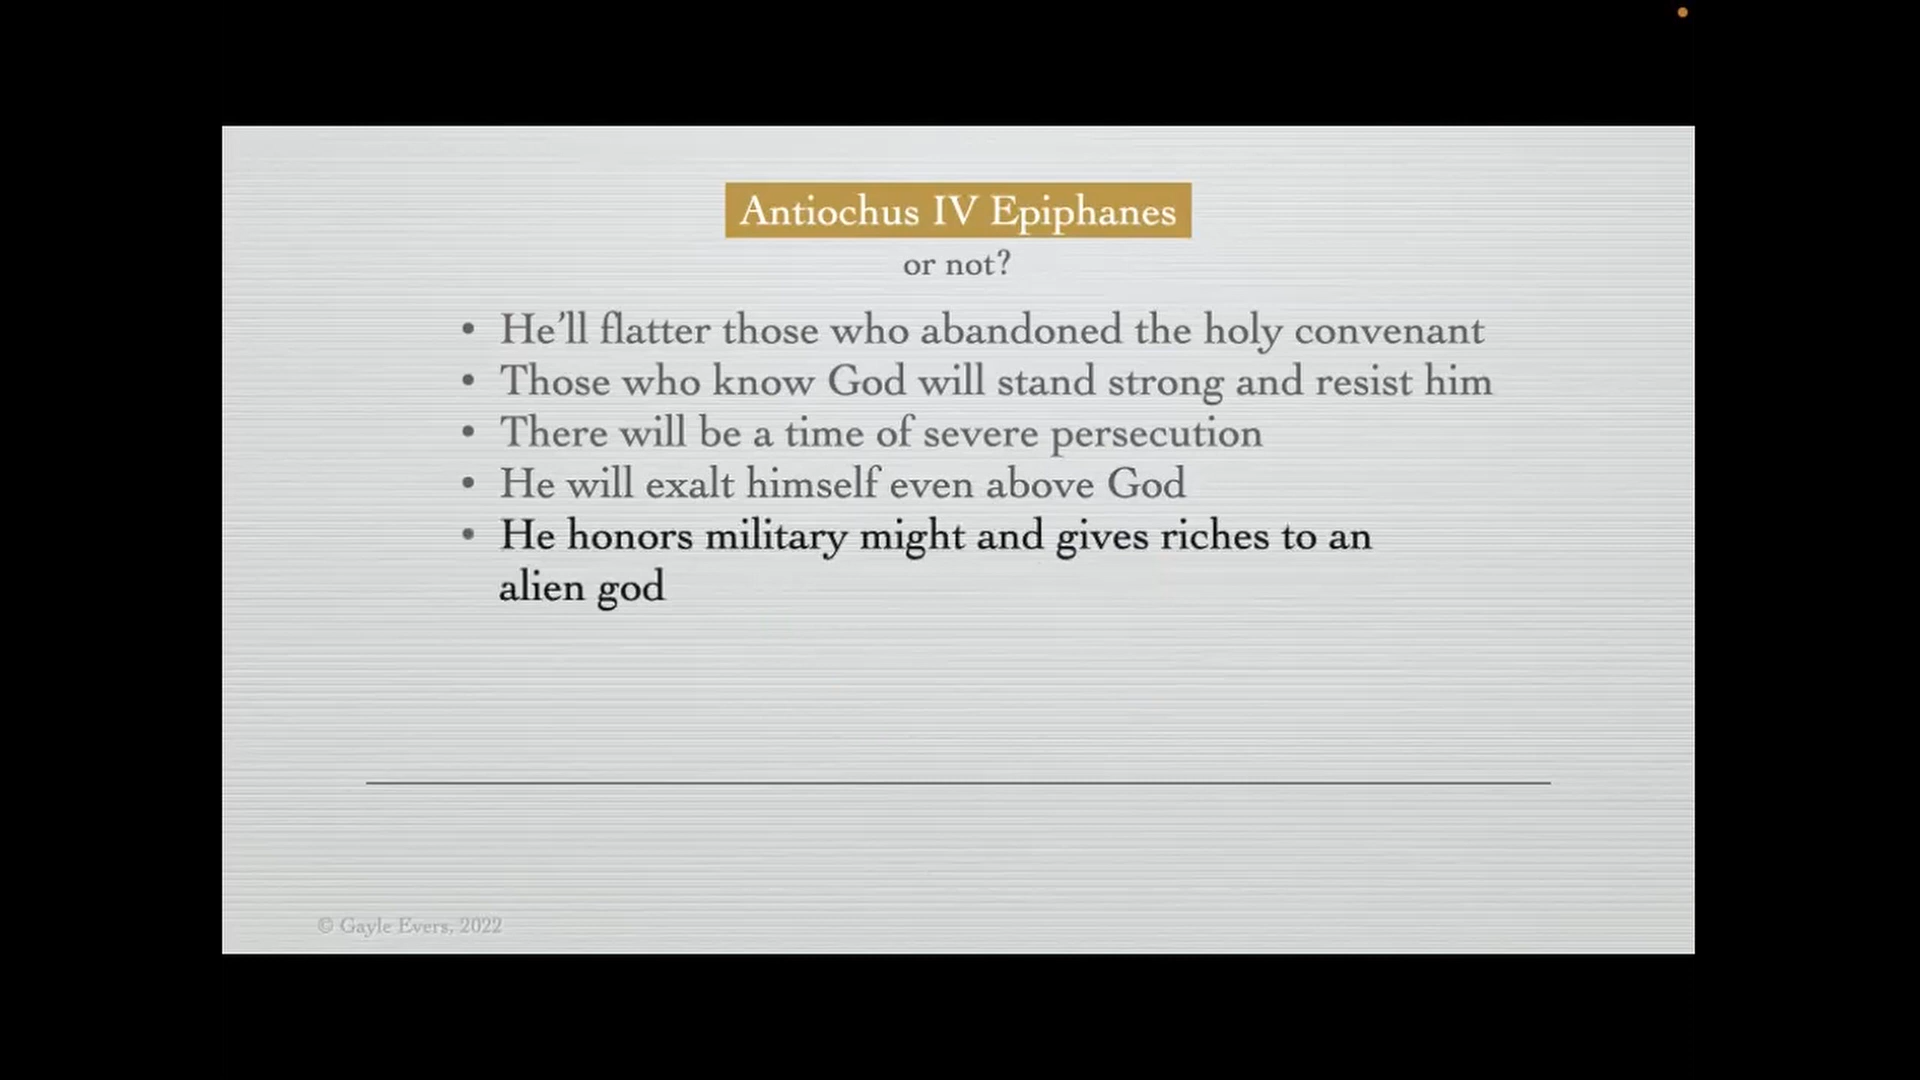 Antiochus IV Epiphanes
or not?
• He’ll flatter those who abandoned the holy convenant
• Those who know God will stand strong and resist him
• There will be a time of severe persecution
• He will exalt himself even above God
• He honors military might and gives riches to an
alien god
© Gayle Evers, 2022